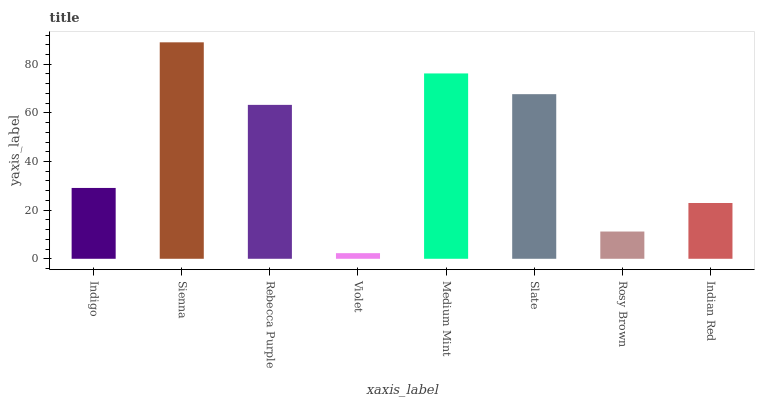 title
yaxis_label
80
60
40
20
0
Indigo
Sienna
Rebecca Purple
Violet
Medium Mint
Slate
Rosy Brown
Indian Red
xaxis_label